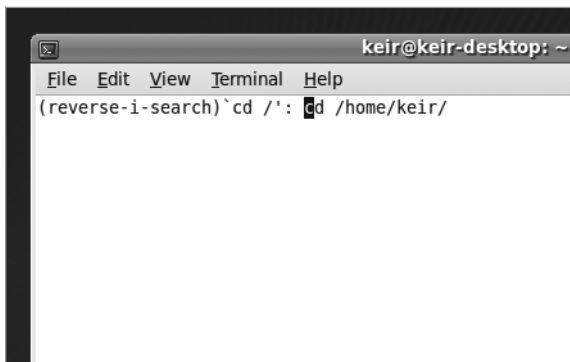 keir@keir-desktop: ~
File Edit View Terminal Help
(reverse-i-search)`cd /': cd /home/keir/